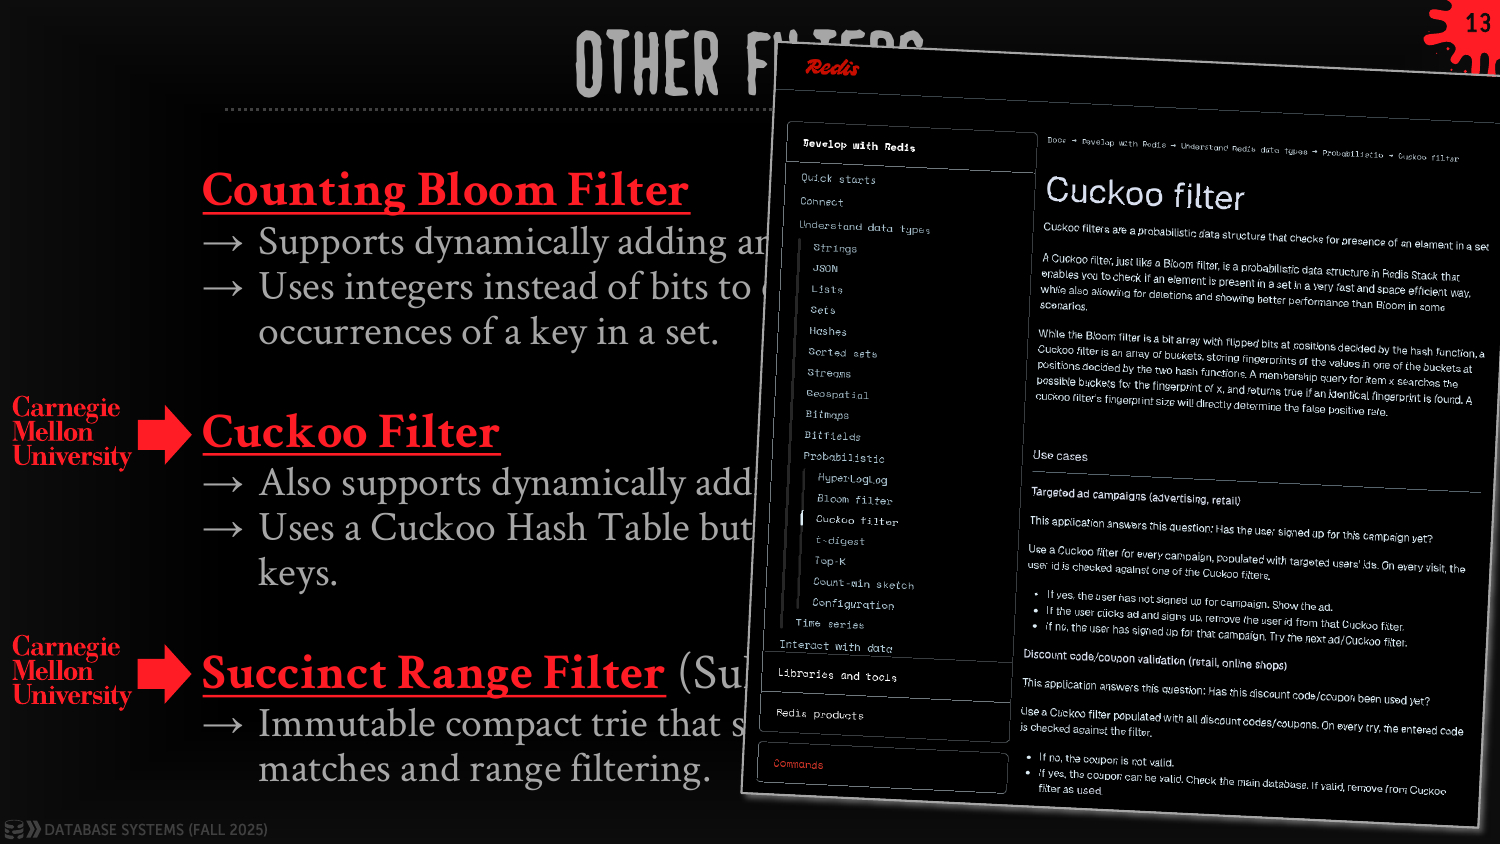 13
OTHER FILTERS
Counting Bloom Filter
→ Supports dynamically adding an
→ Uses integers instead of bits to
occurrences of a key in a set.
Carnegie
Mellon
University
Cuckoo Filter
→ Also supports dynamically addi
→ Uses a Cuckoo Hash Table but
keys.
Carnegie
Mellon
University
Succinct Range Filter (Su
→ Immutable compact trie that s
matches and range filtering.
DATABASE SYSTEMS (FALL 2025)
Redis
Develop with Redis
Quick starts
Connect
Understand data types
Strings
JSON
Lists
Sets
Hashes
Sorted sets
Streams
Geospatial
Bitmaps
Bitfields
Probabilistic
HyperLogLog
Bloom filter
Cuckoo filter
t-digest
Top-K
Count-min sketch
Configuration
Time series
Interact with data
Libraries and tools
Redis products
Commands
Docs → Develop with Redis → Understand Redis data types → Probabilistic → Cuckoo filter
Cuckoo filter
Cuckoo filters are a probabilistic data structure that checks for presence of an element in a set
A Cuckoo filter, just like a Bloom filter, is a probabilistic data structure in Redis Stack that
enables you to check if an element is present in a set in a very fast and space efficient way,
while also allowing for deletions and showing better performance than Bloom in some
scenarios.
While the Bloom filter is a bit array with flipped bits at positions decided by the hash function, a
Cuckoo filter is an array of buckets, storing fingerprints of the values in one of the buckets at
positions decided by the two hash functions. A membership query for item x searches the
possible buckets for the fingerprint of x, and returns true if an identical fingerprint is found. A
cuckoo filter's fingerprint size will directly determine the false positive rate.
Use cases
Targeted ad campaigns (advertising, retail)
This application answers this question: Has the user signed up for this campaign yet?
Use a Cuckoo filter for every campaign, populated with targeted users' ids. On every visit, the
user id is checked against one of the Cuckoo filters.
• If yes, the user has not signed up for campaign. Show the ad.
• If the user clicks ad and signs up, remove the user id from that Cuckoo filter.
• If no, the user has signed up for that campaign. Try the next ad/Cuckoo filter.
Discount code/coupon validation (retail, online shops)
This application answers this question: Has this discount code/coupon been used yet?
Use a Cuckoo filter populated with all discount codes/coupons. On every try, the entered code
is checked against the filter.
• If no, the coupon is not valid.
• If yes, the coupon can be valid. Check the main database. If valid, remove from Cuckoo
filter as used.